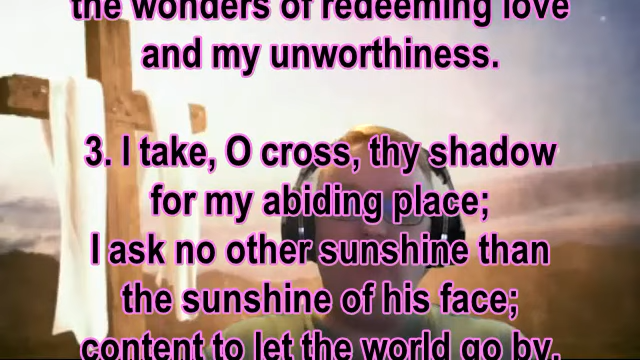 the wonders of redeeming love
and my unworthiness.
3. I take, O cross, thy shadow
for my abiding place;
I ask no other sunshine than
the sunshine of his face;
content to let the world go by,